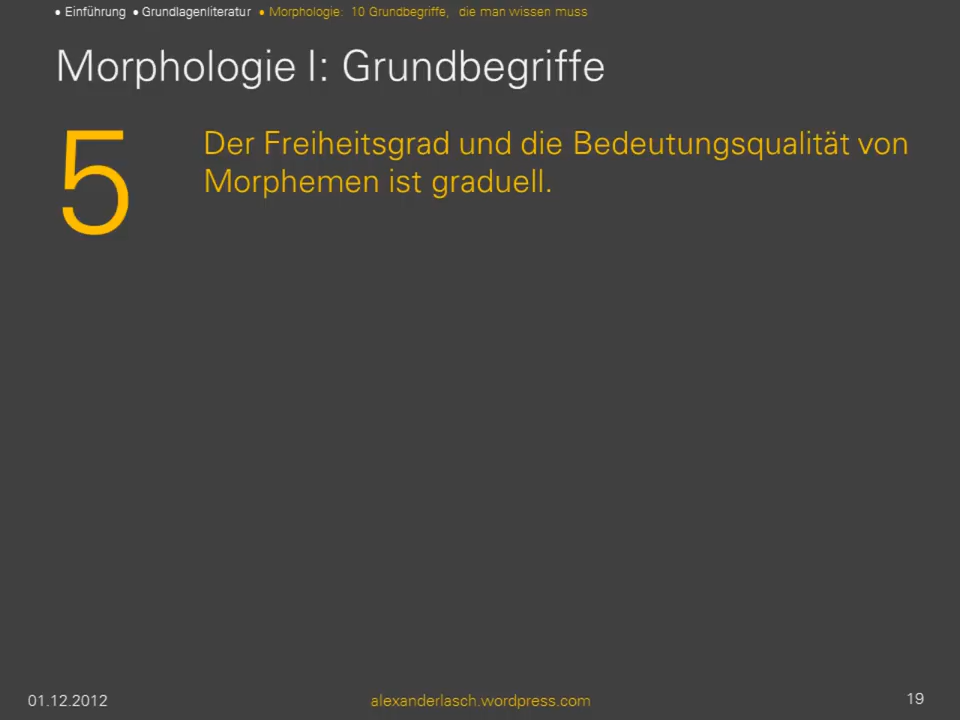 • Einführung • Grundlagenliteratur • Morphologie: 10 Grundbegriffe, die man wissen muss
Morphologie I: Grundbegriffe
5
Der Freiheitsgrad und die Bedeutungsqualität von
Morphemen ist graduell.
01.12.2012
alexanderlasch.wordpress.com
19